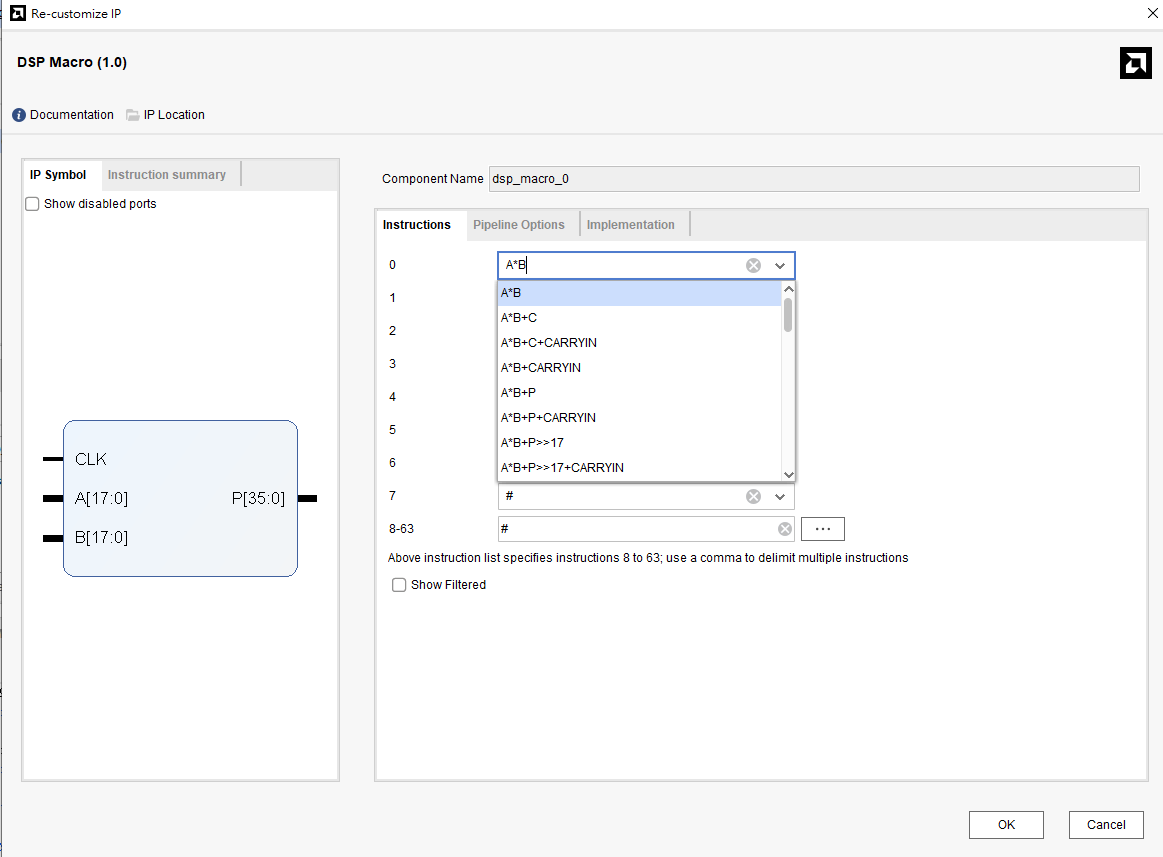 Re-customize IP
DSP Macro (1.0)
Documentation IP Location
IP Symbol Instruction summary
Show disabled ports
CLK
A[17:0] P[35:0]
B[17:0]
Component Name dsp_macro_0
Instructions Pipeline Options Implementation
0 A*B
1 A*B
A*B+C
2 A*B+C+CARRYIN
3 A*B+CARRYIN
4 A*B+P
5 A*B+P+CARRYIN
A*B+P>>17
6 A*B+P>>17+CARRYIN
7 #
8-63 # ...
Above instruction list specifies instructions 8 to 63; use a comma to delimit multiple instructions
Show Filtered
OK Cancel